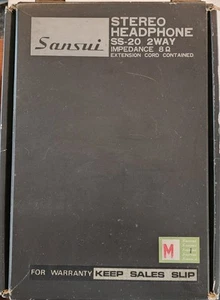 Sansui
STEREO
HEADPHONE
SS-20 2WAY
IMPEDANCE 8Ω
EXTENSION CORD CONTAINED
M
FOR WARRANTY KEEP SALES SLIP